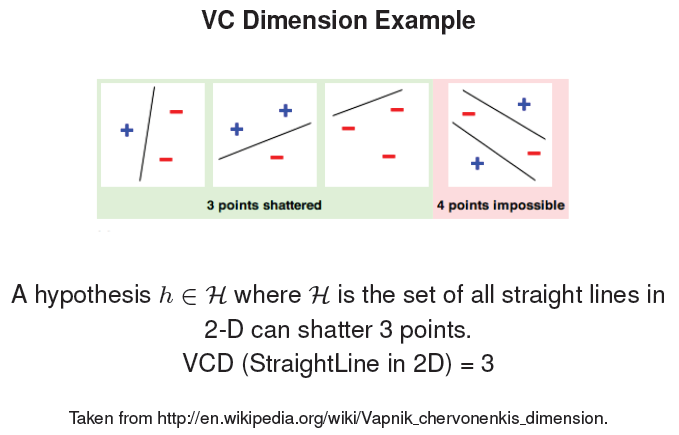 VC Dimension Example
+ − − + + − − − − − + + −
3 points shattered
4 points impossible
A hypothesis h ∈ ℋ where ℋ is the set of all straight lines in
2-D can shatter 3 points.
VCD (StraightLine in 2D) = 3
Taken from http://en.wikipedia.org/wiki/Vapnik_chervonenkis_dimension.